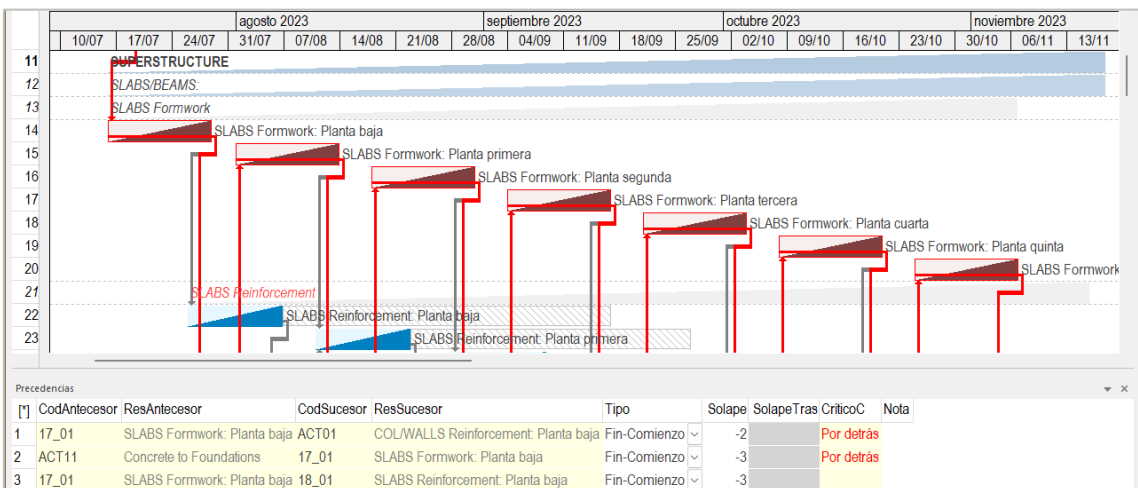 agosto 2023 septiembre 2023 octubre 2023 noviembre 2023
10/07 17/07 24/07 31/07 07/08 14/08 21/08 28/08 04/09 11/09 18/09 25/09 02/10 09/10 16/10 23/10 30/10 06/11 13/11
11 SUPERSTRUCTURE
12 SLABS/BEAMS:
13 SLABS Formwork
14 SLABS Formwork: Planta baja
15 SLABS Formwork: Planta primera
16 SLABS Formwork: Planta segunda
17 SLABS Formwork: Planta tercera
18 SLABS Formwork: Planta cuarta
19 SLABS Formwork: Planta quinta
20 SLABS Formwork
21 SLABS Reinforcement
22 SLABS Reinforcement: Planta baja
23 SLABS Reinforcement: Planta primera
Precedencias
[*] CodAntecesor ResAntecesor CodSucesor ResSucesor Tipo Solape SolapeTras CriticoC Nota
1 17_01 SLABS Formwork: Planta baja ACT01 COL/WALLS Reinforcement: Planta baja Fin-Comienzo -2 Por detrás
2 ACT11 Concrete to Foundations 17_01 SLABS Formwork: Planta baja Fin-Comienzo -3 Por detrás
3 17_01 SLABS Formwork: Planta baja 18_01 SLABS Reinforcement: Planta baja Fin-Comienzo -3